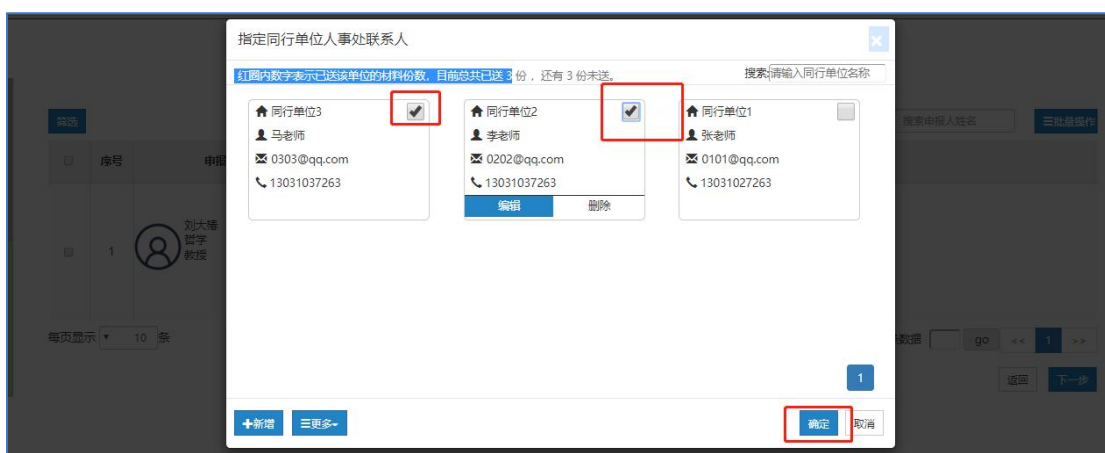 指定同行单位人事处联系人
×
红圈内数字表示已送该单位的材料份数，目前总共已送 3 份，还有 3 份未送。
搜索:请输入同行单位名称
同行单位3
马老师
0303@qq.com
13031037263
同行单位2
李老师
0202@qq.com
13031037263
编辑 删除
同行单位1
张老师
0101@qq.com
13031027263
筛选
搜索申报人姓名
批量操作
序号
申报
1
刘大椿
哲学
教授
每页显示 10 条
数据 go << 1 >>
返回 下一步
1
+新增 更多
确定 取消